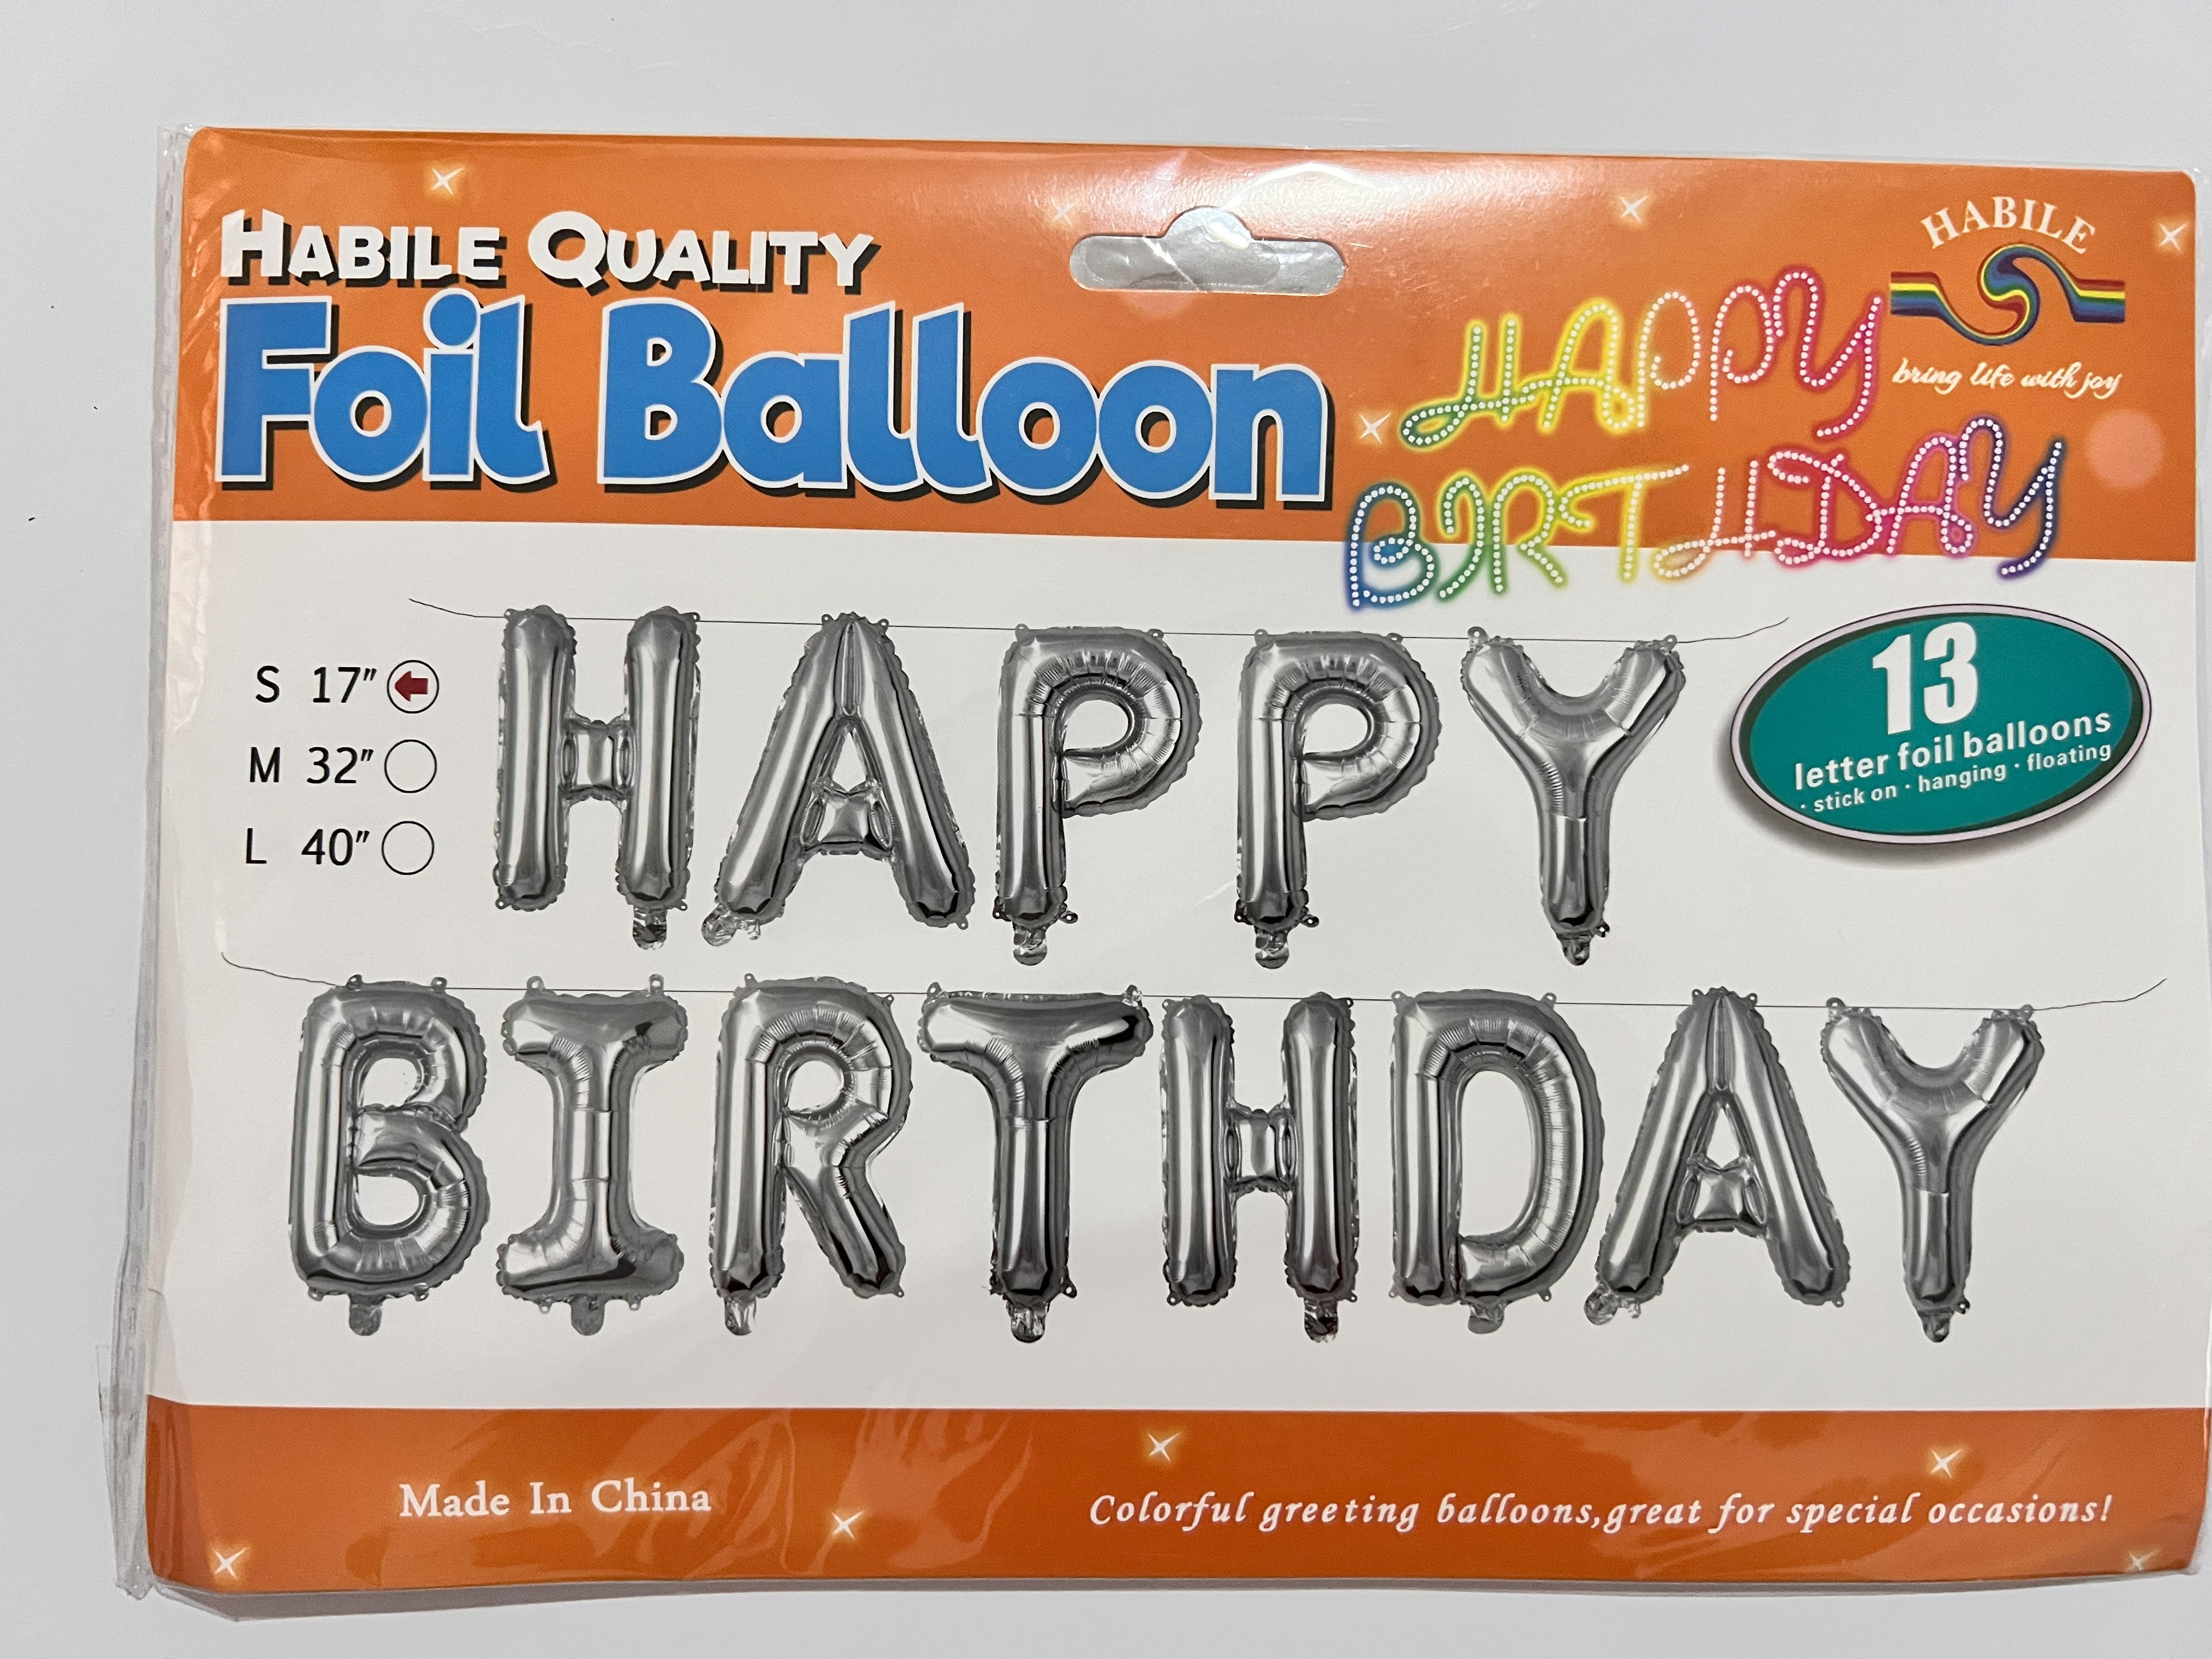 HABILE QUALITY
Foil Balloon
HABILE
bring life with joy
HAPPY
BIRTHDAY
S 17"
M 32"
L 40"
13
letter foil balloons
· stick on · hanging · floating
HAPPY
BIRTHDAY
Made In China
Colorful greeting balloons,great for special occasions!